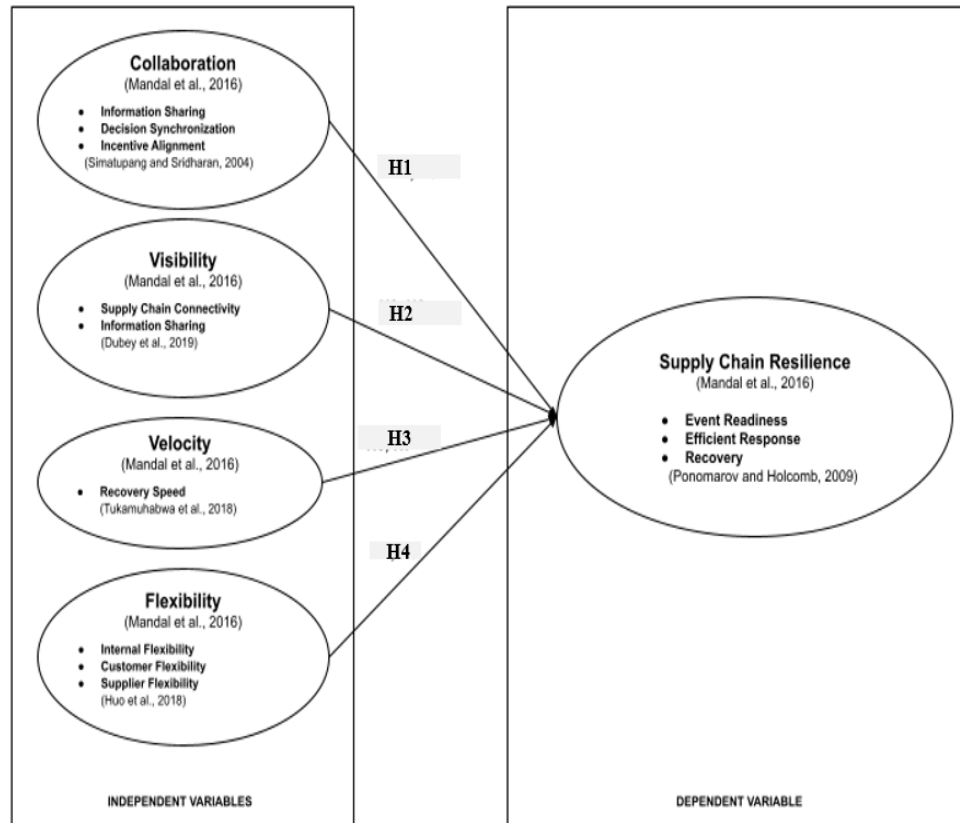 Collaboration
(Mandal et al., 2016)
• Information Sharing
• Decision Synchronization
• Incentive Alignment
(Simatupang and Sridharan, 2004)
H1
Visibility
(Mandal et al., 2016)
• Supply Chain Connectivity
• Information Sharing
(Dubey et al., 2019)
H2
Velocity
(Mandal et al., 2016)
• Recovery Speed
(Tukamuhabwa et al., 2018)
H3
Flexibility
(Mandal et al., 2016)
• Internal Flexibility
• Customer Flexibility
• Supplier Flexibility
(Huo et al., 2018)
H4
INDEPENDENT VARIABLES
Supply Chain Resilience
(Mandal et al., 2016)
• Event Readiness
• Efficient Response
• Recovery
(Ponomarov and Holcomb, 2009)
DEPENDENT VARIABLE